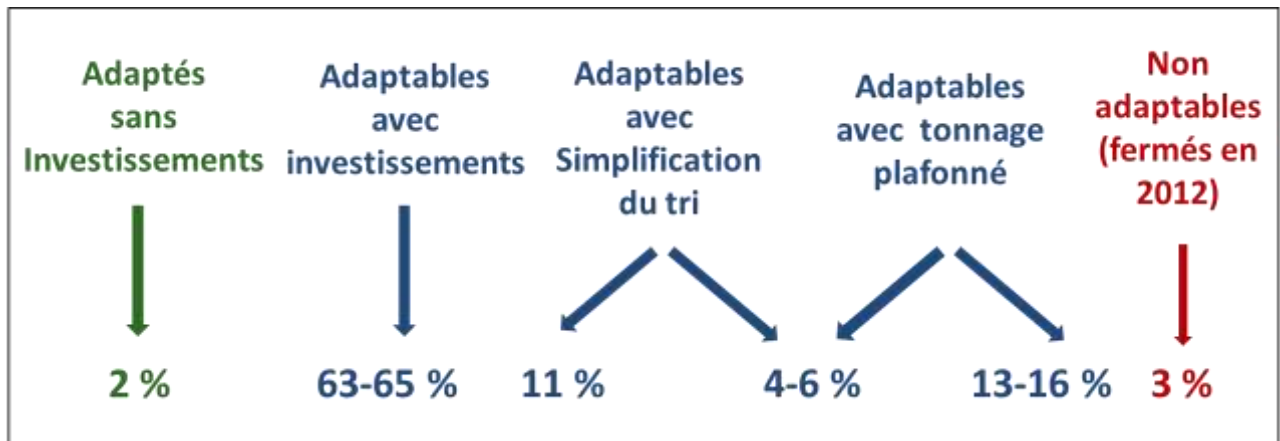 Adaptés
sans
Investissements
Adaptables
avec
investissements
Adaptables
avec
Simplification
du tri
Adaptables
avec tonnage
plafonné
Non
adaptables
(fermés en
2012)
2 %
63-65 %
11 %
4-6 %
13-16 %
3 %